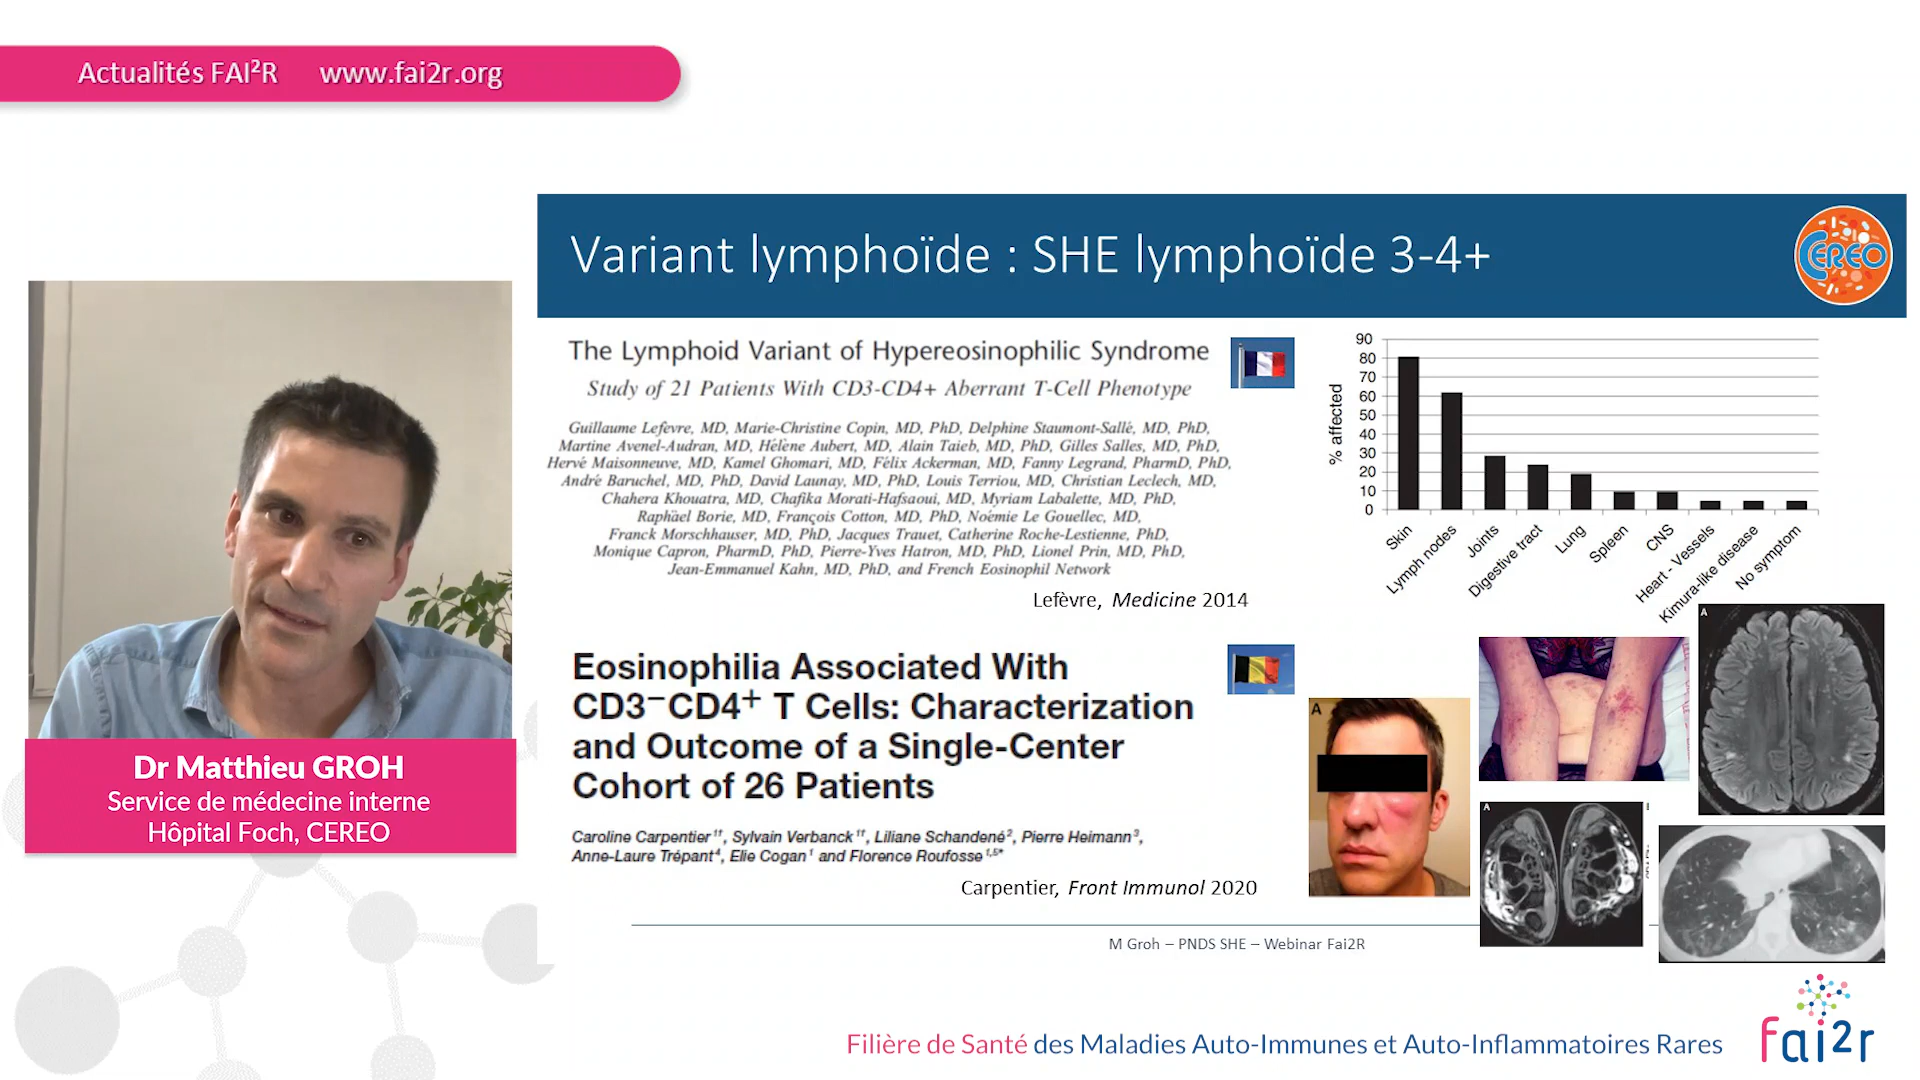 Actualités FAI²R www.fai2r.org
Variant lymphoïde : SHE lymphoïde 3-4+
CEREO
The Lymphoid Variant of Hypereosinophilic Syndrome
Study of 21 Patients With CD3-CD4+ Aberrant T-Cell Phenotype
Guillaume Lefèvre, MD, Marie-Christine Copin, MD, PhD, Delphine Staumont-Sallé, MD, PhD,
Martine Avenel-Audran, MD, Hélène Aubert, MD, Alain Taieb, MD, PhD, Gilles Salles, MD, PhD,
Hervé Maisonneuve, MD, Kamel Ghomari, MD, Félix Ackerman, MD, Fanny Legrand, PharmD, PhD,
André Baruchel, MD, PhD, David Launay, MD, PhD, Louis Terriou, MD, Christian Leclech, MD,
Chahera Khouatra, MD, Chafika Morati-Hafsaoui, MD, Myriam Labalette, MD, PhD,
Raphäel Borie, MD, François Cotton, MD, PhD, Noémie Le Gouellec, MD,
Franck Morschhauser, MD, PhD, Jacques Trauet, Catherine Roche-Lestienne, PhD,
Monique Capron, PharmD, PhD, Pierre-Yves Hatron, MD, PhD, Lionel Prin, MD, PhD,
Jean-Emmanuel Kahn, MD, PhD, and French Eosinophil Network
Lefèvre, Medicine 2014
% affected
90
80
70
60
50
40
30
20
10
0
Skin
Lymph nodes
Joints
Digestive tract
Lung
Spleen
CNS
Heart - Vessels
Kimura-like disease
No symptom
Eosinophilia Associated With
CD3⁻CD4⁺ T Cells: Characterization
and Outcome of a Single-Center
Cohort of 26 Patients
Caroline Carpentier¹†, Sylvain Verbanck¹†, Liliane Schandené², Pierre Heimann³,
Anne-Laure Trépant⁴, Elie Cogan¹ and Florence Roufosse¹,⁵*
Carpentier, Front Immunol 2020
A
A
A
M Groh – PNDS SHE – Webinar Fai2R
Dr Matthieu GROH
Service de médecine interne
Hôpital Foch, CEREO
Filière de Santé des Maladies Auto-Immunes et Auto-Inflammatoires Rares
fai2r